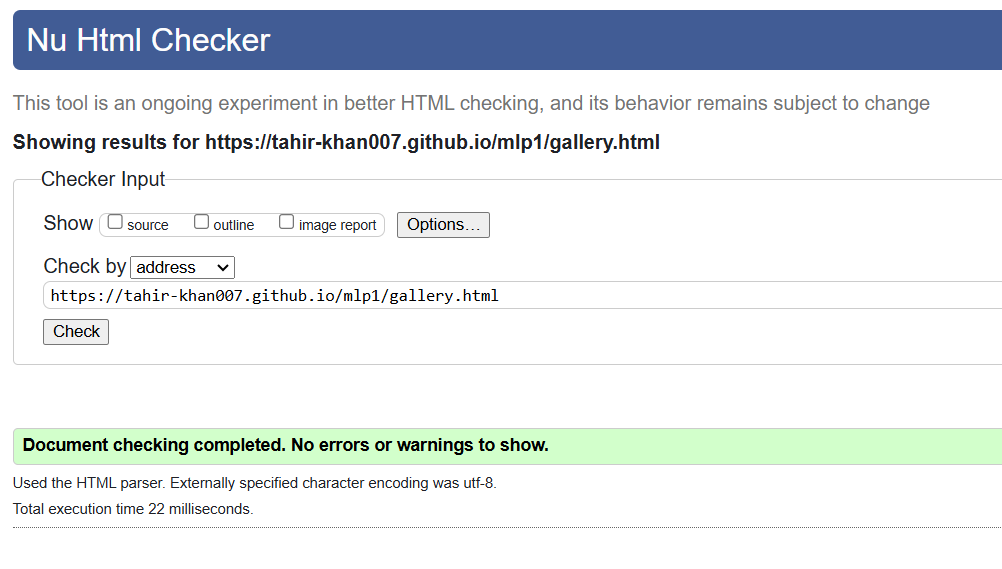 Nu Html Checker
This tool is an ongoing experiment in better HTML checking, and its behavior remains subject to change
Showing results for https://tahir-khan007.github.io/mlp1/gallery.html
Checker Input
Show source outline image report Options...
Check by address
https://tahir-khan007.github.io/mlp1/gallery.html
Check
Document checking completed. No errors or warnings to show.
Used the HTML parser. Externally specified character encoding was utf-8.
Total execution time 22 milliseconds.